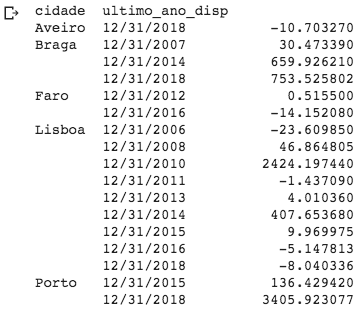 cidade ultimo_ano_disp
Aveiro 12/31/2018 -10.703270
Braga 12/31/2007 30.473390
12/31/2014 659.926210
12/31/2018 753.525802
Faro 12/31/2012 0.515500
12/31/2016 -14.152080
Lisboa 12/31/2006 -23.609850
12/31/2008 46.864805
12/31/2010 2424.197440
12/31/2011 -1.437090
12/31/2013 4.010360
12/31/2014 407.653680
12/31/2015 9.969975
12/31/2016 -5.147813
12/31/2018 -8.040336
Porto 12/31/2015 136.429420
12/31/2018 3405.923077